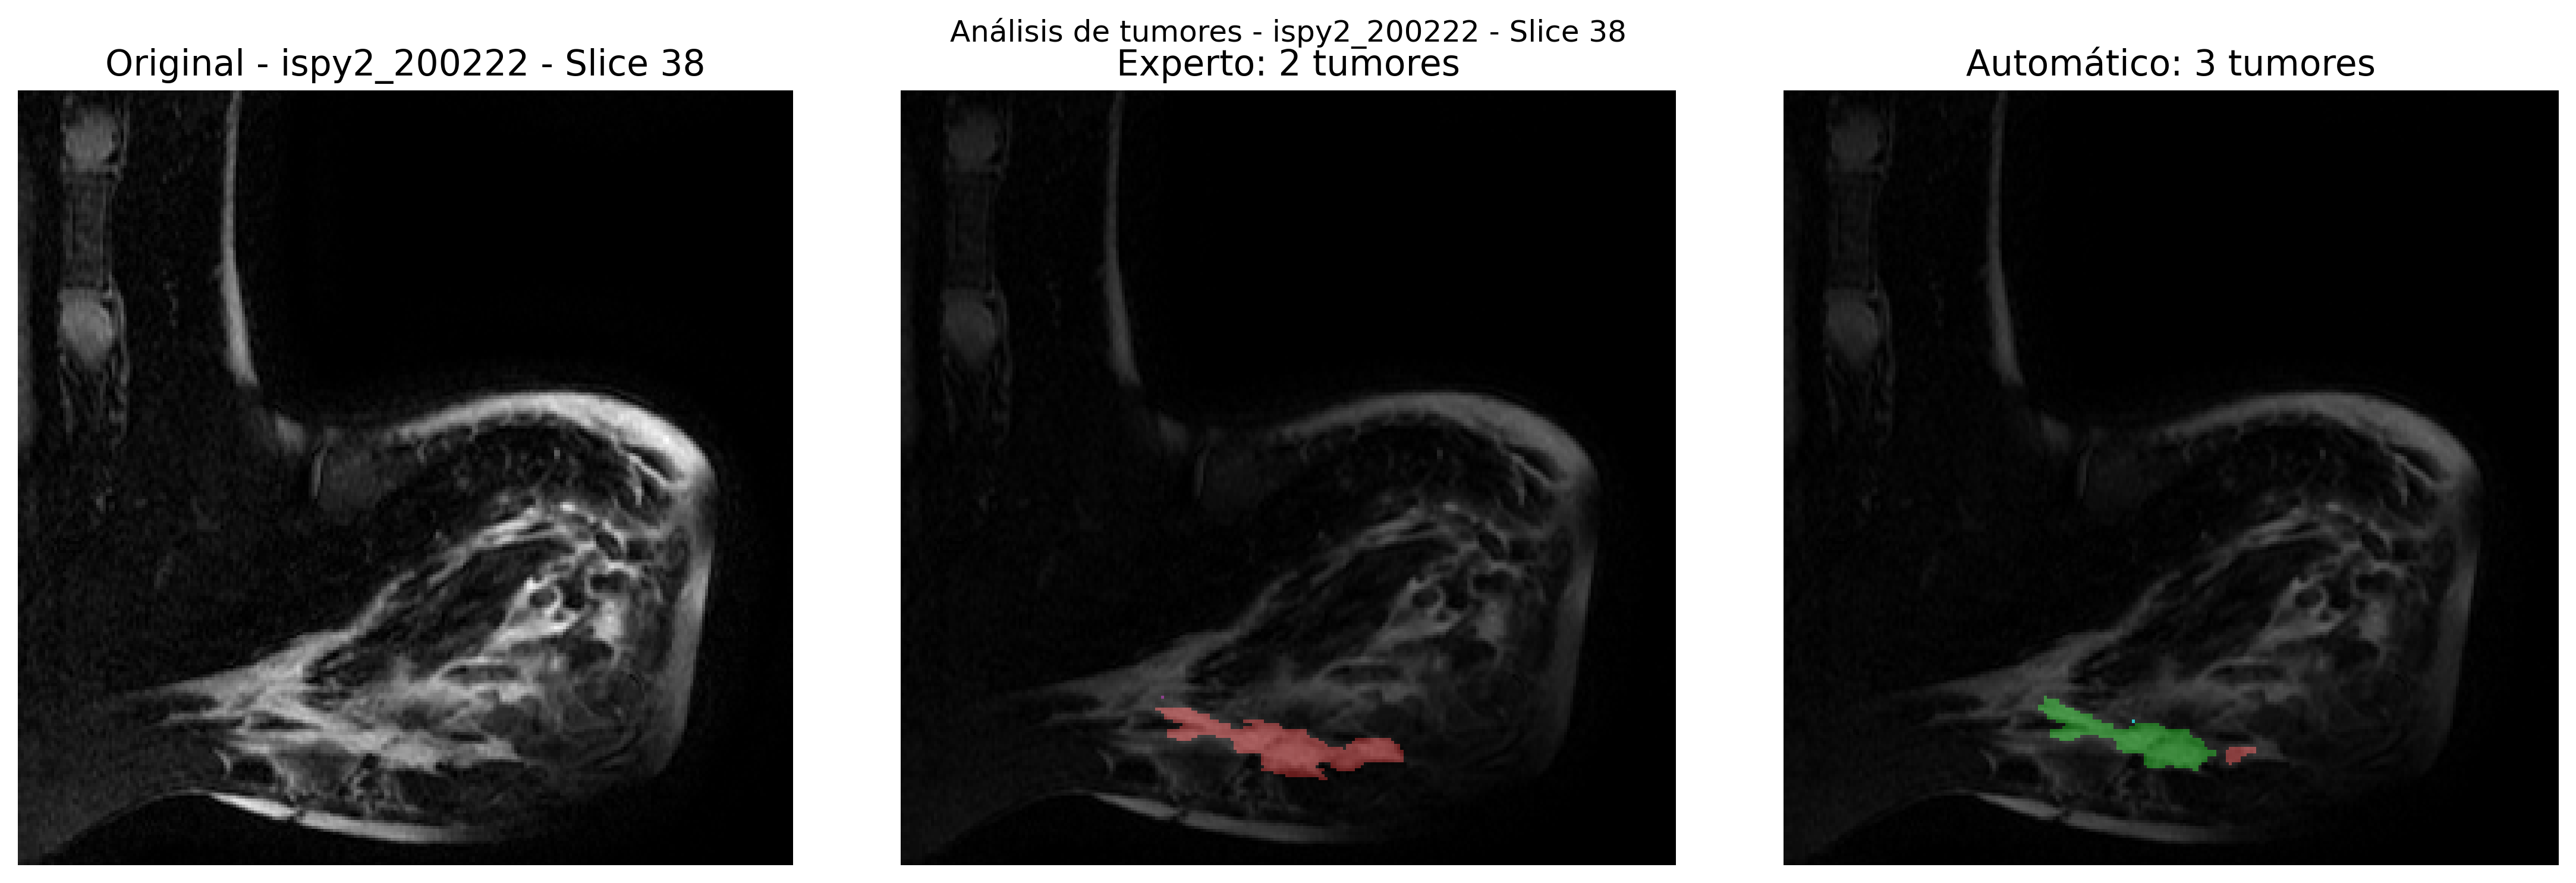 Análisis de tumores - ispy2_200222 - Slice 38
Original - ispy2_200222 - Slice 38
Experto: 2 tumores
Automático: 3 tumores